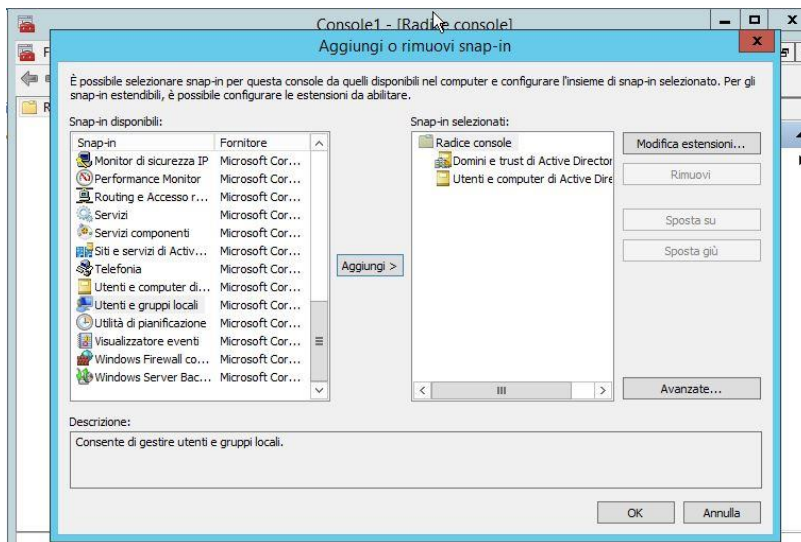 Console1 - [Radice console]
Aggiungi o rimuovi snap-in
È possibile selezionare snap-in per questa console da quelli disponibili nel computer e configurare l'insieme di snap-in selezionato. Per gli
snap-in estendibili, è possibile configurare le estensioni da abilitare.
Snap-in disponibili:
Snap-in Fornitore
Monitor di sicurezza IP Microsoft Cor...
Performance Monitor Microsoft Cor...
Routing e Accesso r... Microsoft Cor...
Servizi Microsoft Cor...
Servizi componenti Microsoft Cor...
Siti e servizi di Activ... Microsoft Cor...
Telefonia Microsoft Cor...
Utenti e computer di... Microsoft Cor...
Utenti e gruppi locali Microsoft Cor...
Utilità di pianificazione Microsoft Cor...
Visualizzatore eventi Microsoft Cor...
Windows Firewall co... Microsoft Cor...
Windows Server Bac... Microsoft Cor...
Aggiungi >
Snap-in selezionati:
Radice console
Domini e trust di Active Director
Utenti e computer di Active Dire
Modifica estensioni...
Rimuovi
Sposta su
Sposta giù
Avanzate...
Descrizione:
Consente di gestire utenti e gruppi locali.
OK
Annulla